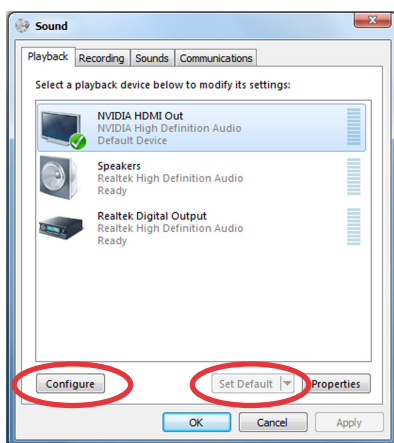 Sound
Playback Recording Sounds Communications
Select a playback device below to modify its settings:
NVIDIA HDMI Out
NVIDIA High Definition Audio
Default Device
Speakers
Realtek High Definition Audio
Ready
Realtek Digital Output
Realtek High Definition Audio
Ready
Configure Set Default Properties
OK Cancel Apply